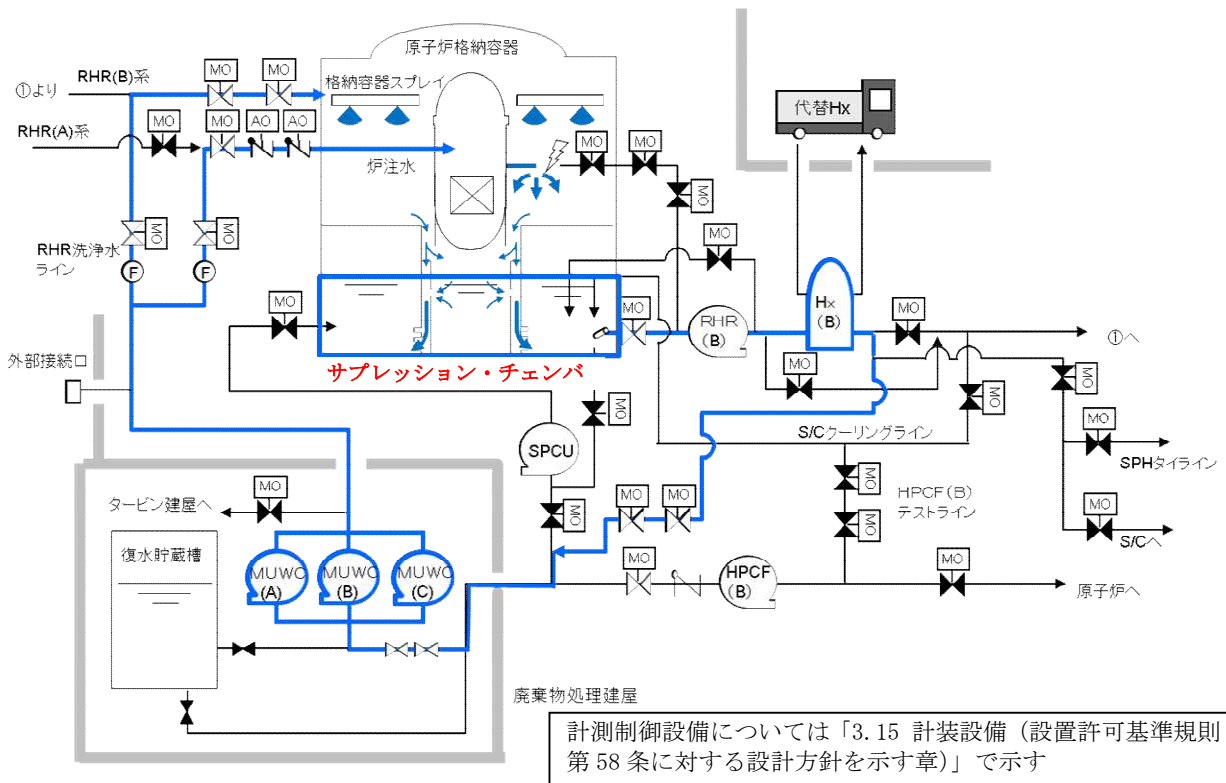 原子炉格納容器
RHR(B)系
MO
MO
格納容器スプレイ
①より
代替Hx
RHR(A)系
MO
MO
AO
AO
MO
MO
炉注水
MO
MO
MO
RHR洗浄水
ライン
MO
MO
F
F
MO
MO
RHR
(B)
Hx
(B)
MO
①へ
外部接続口
サプレッション・チェンバ
MO
MO
MO
MO
S/Cクーリングライン
SPCU
MO
SPHタイライン
タービン建屋へ
MO
MO
MO
MO
MO
HPCF(B)
テストライン
MO
MO
S/Cへ
復水貯蔵槽
MUWC
(A)
MUWC
(B)
MUWC
(C)
MO
HPCF
(B)
MO
原子炉へ
廃棄物処理建屋
計測制御設備については「3.15 計装設備（設置許可基準規則
第58条に対する設計方針を示す章）」で示す